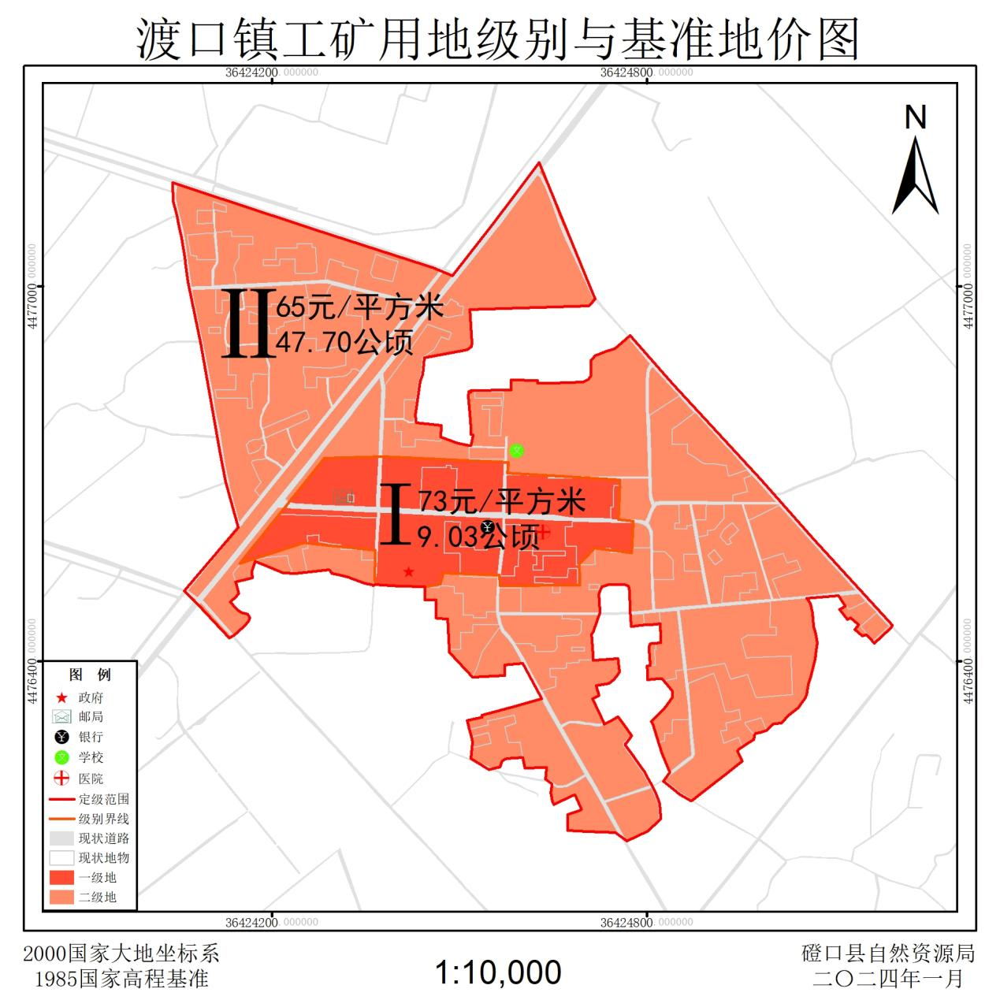 渡口镇工矿用地级别与基准地价图
36424200.000000
36424800.000000
N
4477000.000000
4477000.000000
II
65元/平方米
47.70公顷
I
73元/平方米
9.03公顷
4476400.000000
4476400.000000
图 例
政府
邮局
银行
学校
医院
定级范围
级别界线
现状道路
现状地物
一级地
二级地
36424200.000000
36424800.000000
2000国家大地坐标系
1985国家高程基准
1:10,000
磴口县自然资源局
二〇二四年一月